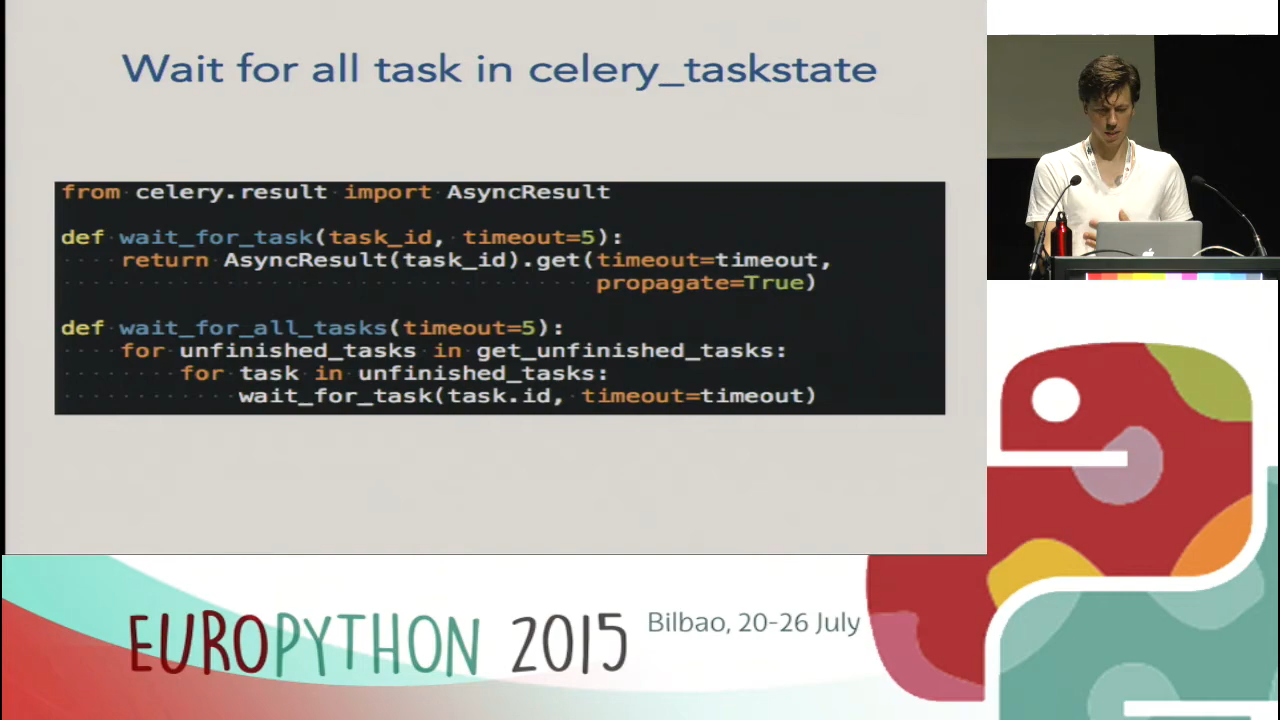 Wait for all task in celery_taskstate
from celery.result import AsyncResult
def wait_for_task(task_id, timeout=5):
return AsyncResult(task_id).get(timeout=timeout,
propagate=True)
def wait_for_all_tasks(timeout=5):
for unfinished_tasks in get_unfinished_tasks:
for task in unfinished_tasks:
wait_for_task(task.id, timeout=timeout)
EUROPYTHON 2015
Bilbao, 20-26 July